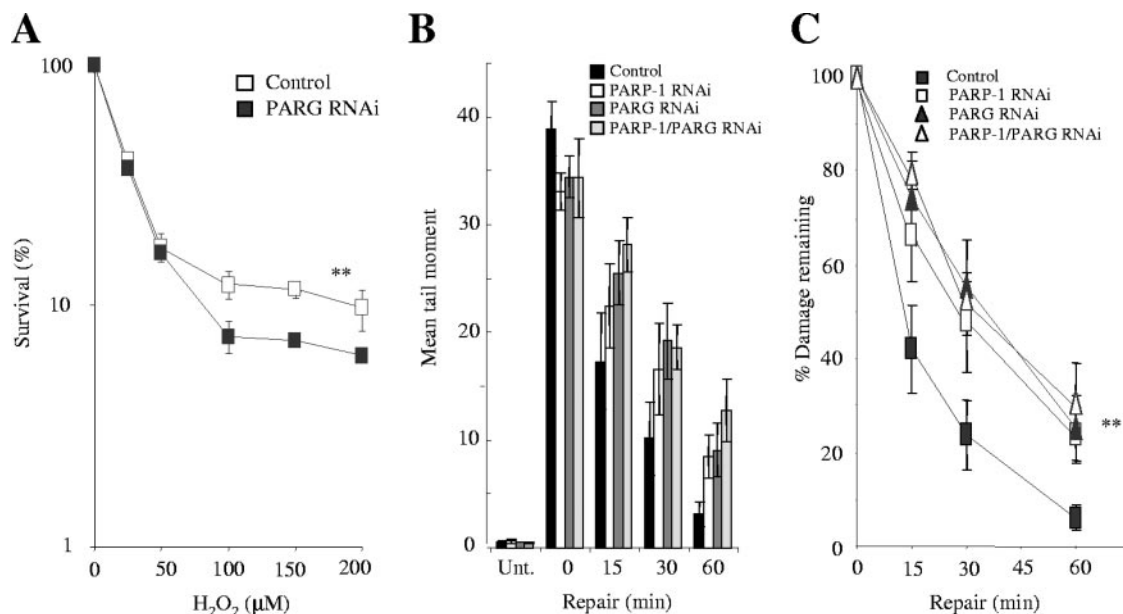 A
100
10
1
Survival (%)
Control
PARG RNAi
**
0 50 100 150 200
H₂O₂ (µM)
B
40
30
20
10
0
Mean tail moment
Control
PARP-1 RNAi
PARG RNAi
PARP-1/PARG RNAi
Unt. 0 15 30 60
Repair (min)
C
100
80
60
40
20
0
% Damage remaining
Control
PARP-1 RNAi
PARG RNAi
PARP-1/PARG RNAi
**
0 15 30 45 60
Repair (min)